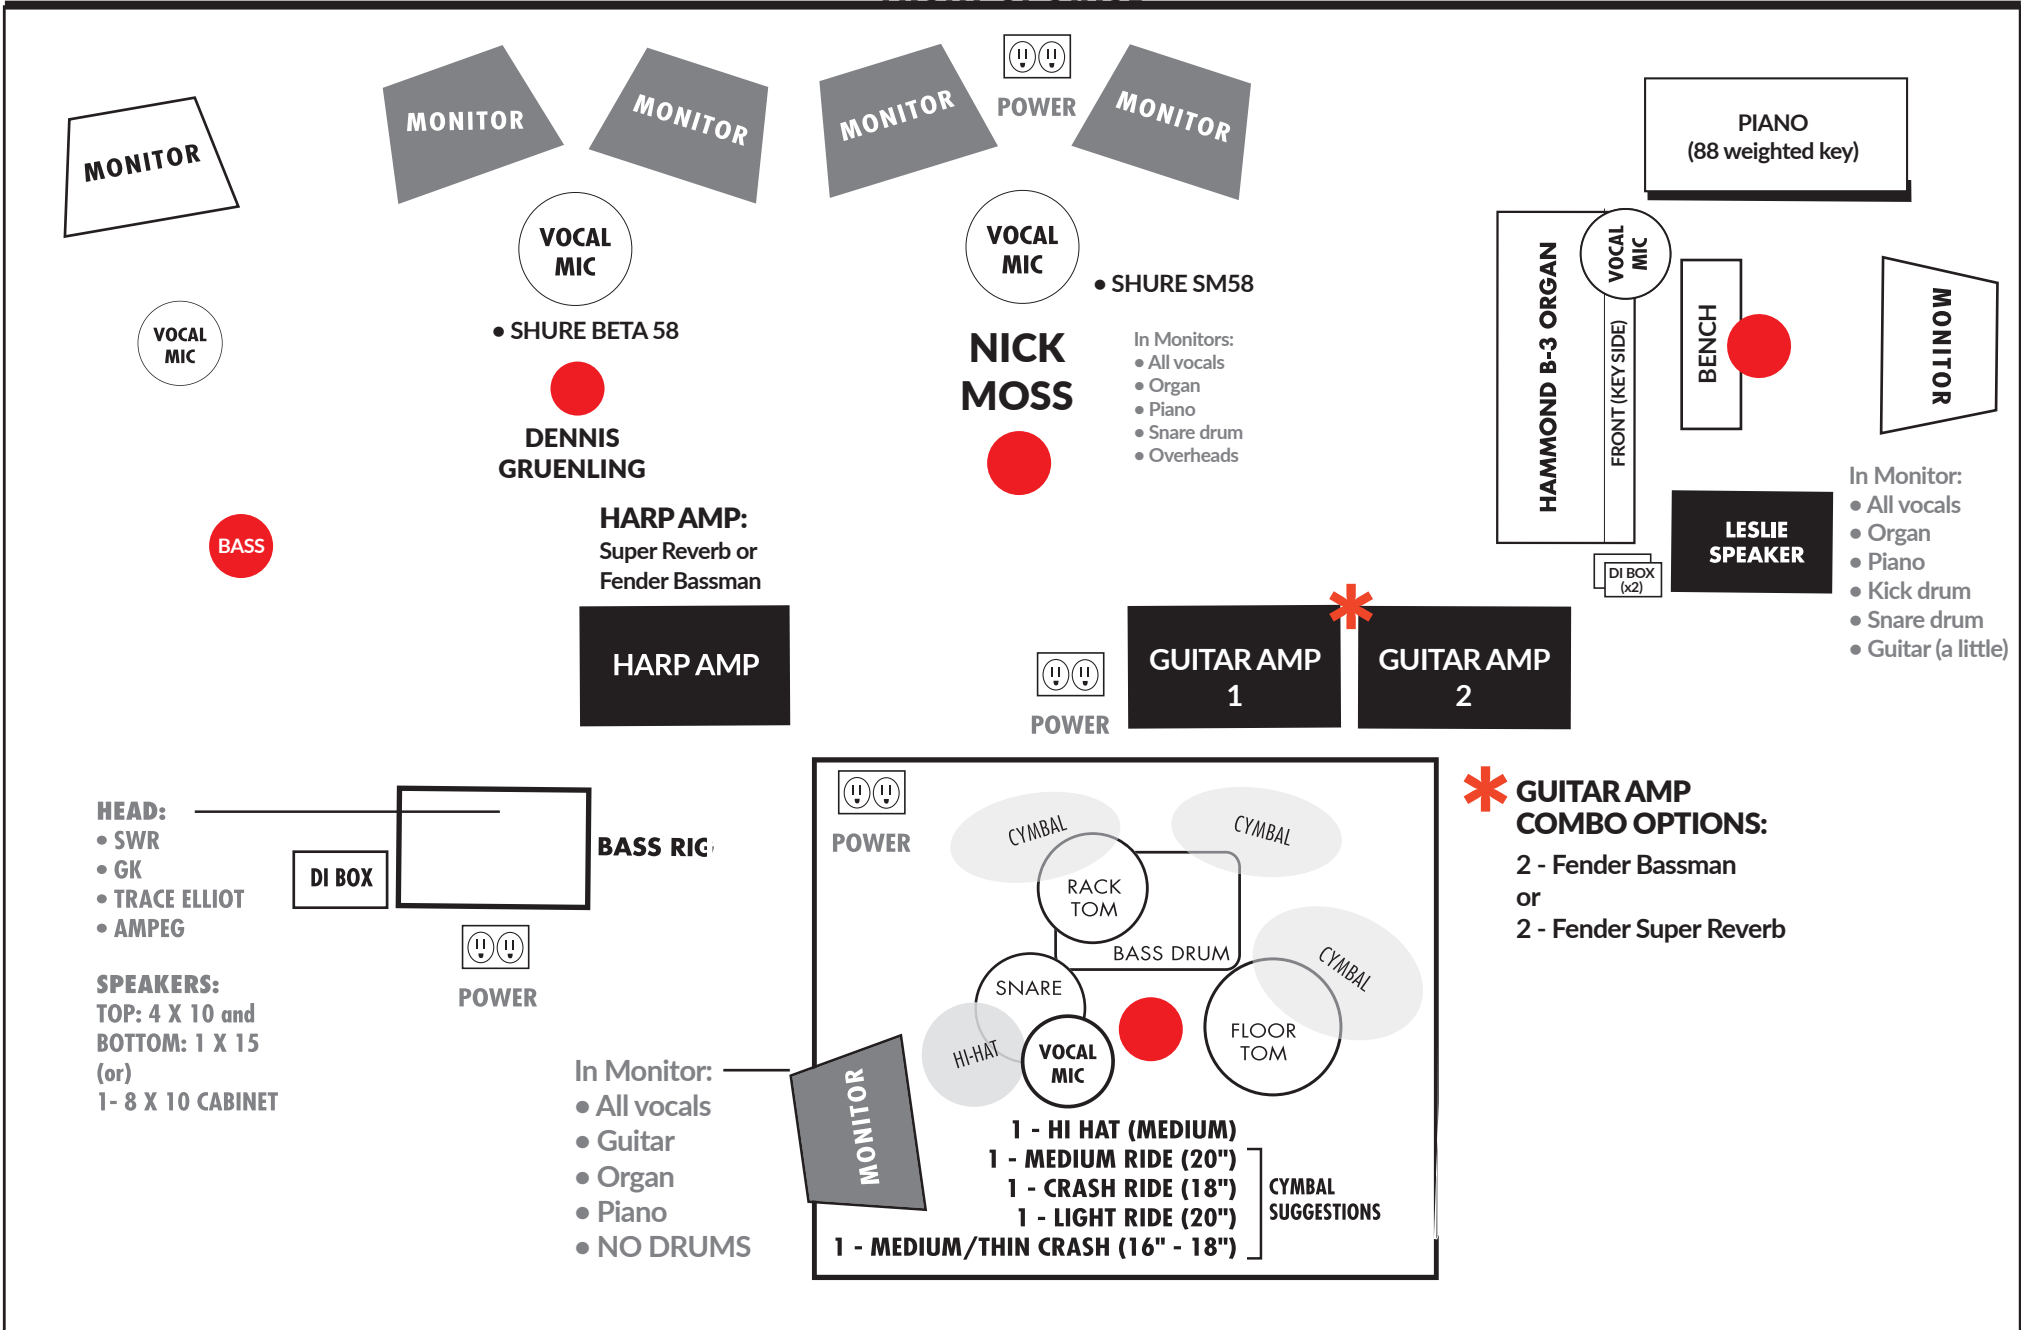 MONITOR
MONITOR
MONITOR
MONITOR
POWER
MONITOR
PIANO
(88 weighted key)
VOCAL
MIC
• SHURE BETA 58
DENNIS
GRUENLING
VOCAL
MIC
• SHURE SM58
NICK
MOSS
In Monitors:
• All vocals
• Organ
• Piano
• Snare drum
• Overheads
VOCAL
MIC
BASS
HAMMOND B-3 ORGAN
FRONT (KEY SIDE)
VOCAL
MIC
BENCH
MONITOR
LESLIE
SPEAKER
DI BOX
(x2)
In Monitor:
• All vocals
• Organ
• Piano
• Kick drum
• Snare drum
• Guitar (a little)
HARP AMP:
Super Reverb or
Fender Bassman
HARP AMP
POWER
GUITAR AMP
1
GUITAR AMP
2
* GUITAR AMP
COMBO OPTIONS:
2 - Fender Bassman
or
2 - Fender Super Reverb
HEAD:
• SWR
• GK
• TRACE ELLIOT
• AMPEG
SPEAKERS:
TOP: 4 X 10 and
BOTTOM: 1 X 15
(or)
1- 8 X 10 CABINET
DI BOX
BASS RIG
POWER
POWER
CYMBAL
CYMBAL
RACK
TOM
BASS DRUM
CYMBAL
SNARE
HI-HAT
VOCAL
MIC
FLOOR
TOM
In Monitor:
• All vocals
• Guitar
• Organ
• Piano
• NO DRUMS
MONITOR
1 - HI HAT (MEDIUM)
1 - MEDIUM RIDE (20")
1 - CRASH RIDE (18")
1 - LIGHT RIDE (20")
1 - MEDIUM/THIN CRASH (16" - 18")
CYMBAL
SUGGESTIONS